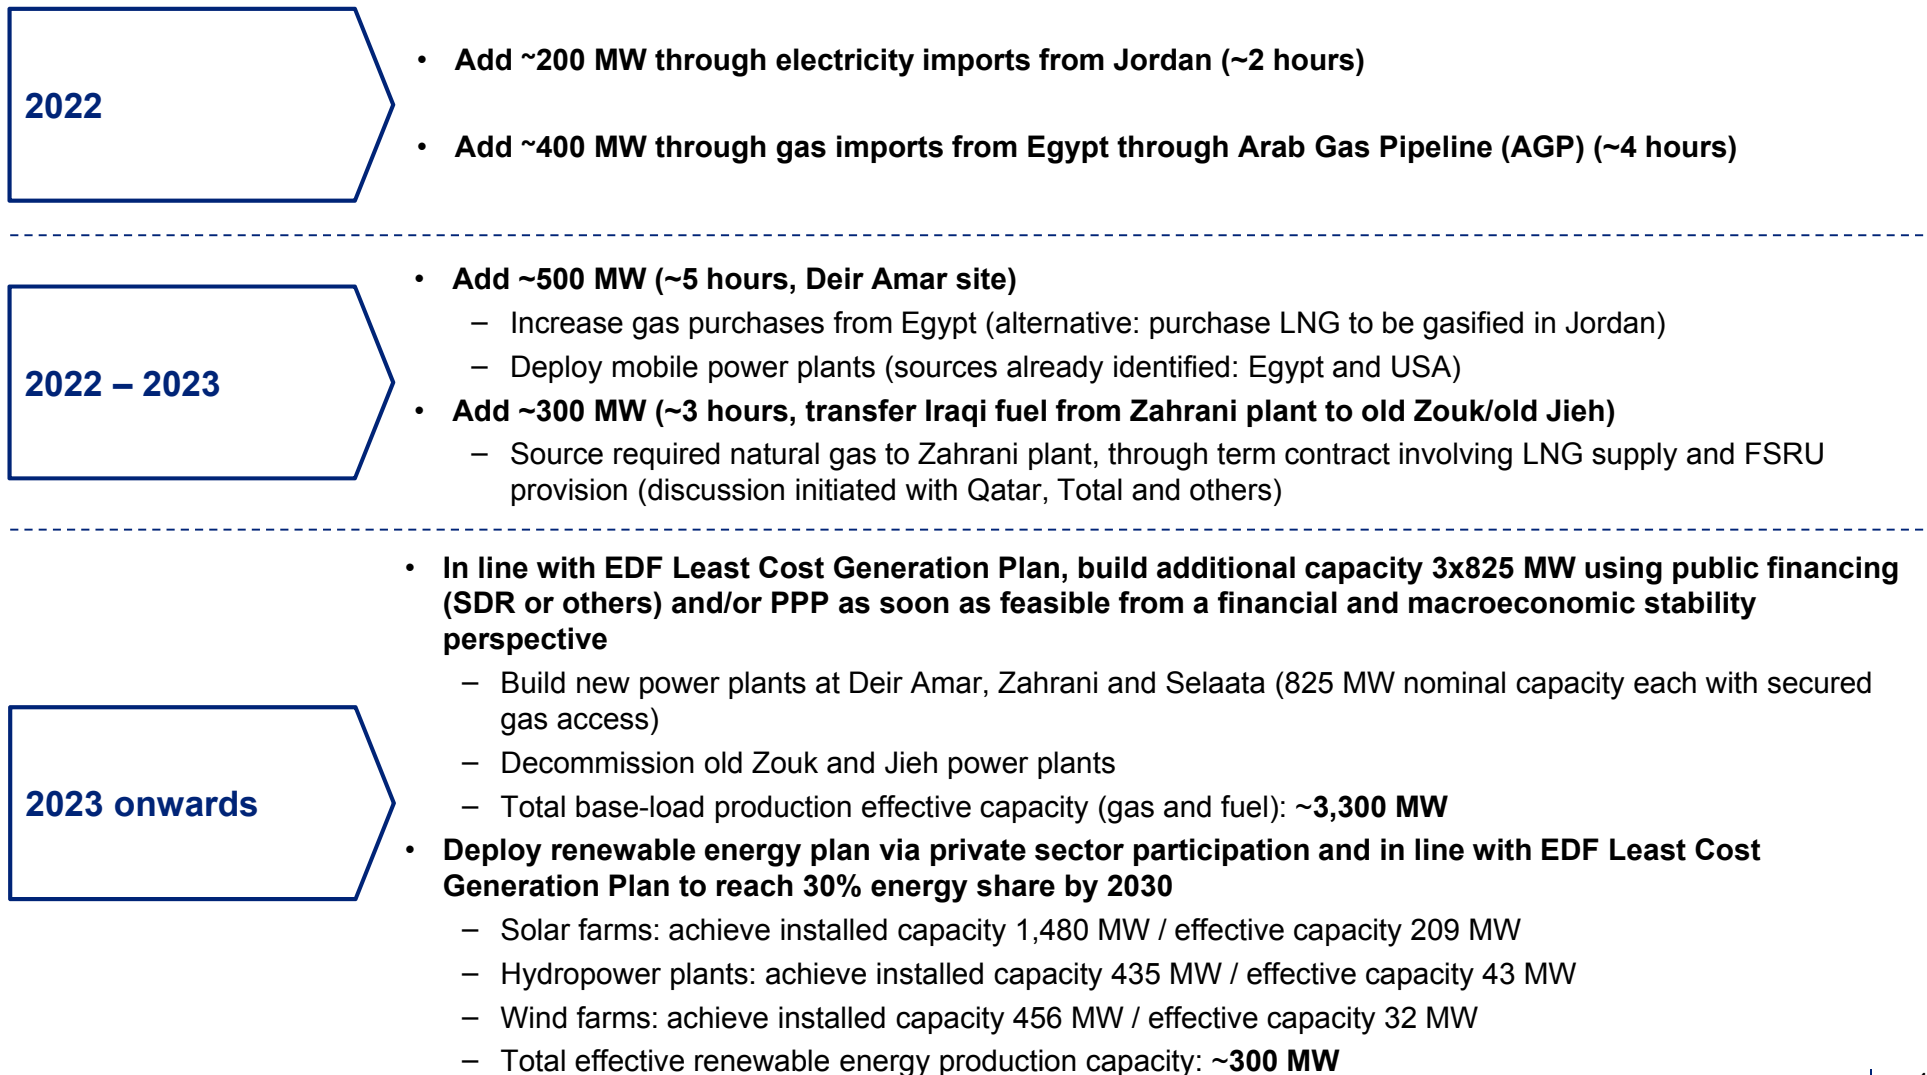 2022
• Add ~200 MW through electricity imports from Jordan (~2 hours)
• Add ~400 MW through gas imports from Egypt through Arab Gas Pipeline (AGP) (~4 hours)
2022 – 2023
• Add ~500 MW (~5 hours, Deir Amar site)
– Increase gas purchases from Egypt (alternative: purchase LNG to be gasified in Jordan)
– Deploy mobile power plants (sources already identified: Egypt and USA)
• Add ~300 MW (~3 hours, transfer Iraqi fuel from Zahrani plant to old Zouk/old Jieh)
– Source required natural gas to Zahrani plant, through term contract involving LNG supply and FSRU
provision (discussion initiated with Qatar, Total and others)
2023 onwards
• In line with EDF Least Cost Generation Plan, build additional capacity 3x825 MW using public financing
(SDR or others) and/or PPP as soon as feasible from a financial and macroeconomic stability
perspective
– Build new power plants at Deir Amar, Zahrani and Selaata (825 MW nominal capacity each with secured
gas access)
– Decommission old Zouk and Jieh power plants
– Total base-load production effective capacity (gas and fuel): ~3,300 MW
• Deploy renewable energy plan via private sector participation and in line with EDF Least Cost
Generation Plan to reach 30% energy share by 2030
– Solar farms: achieve installed capacity 1,480 MW / effective capacity 209 MW
– Hydropower plants: achieve installed capacity 435 MW / effective capacity 43 MW
– Wind farms: achieve installed capacity 456 MW / effective capacity 32 MW
– Total effective renewable energy production capacity: ~300 MW